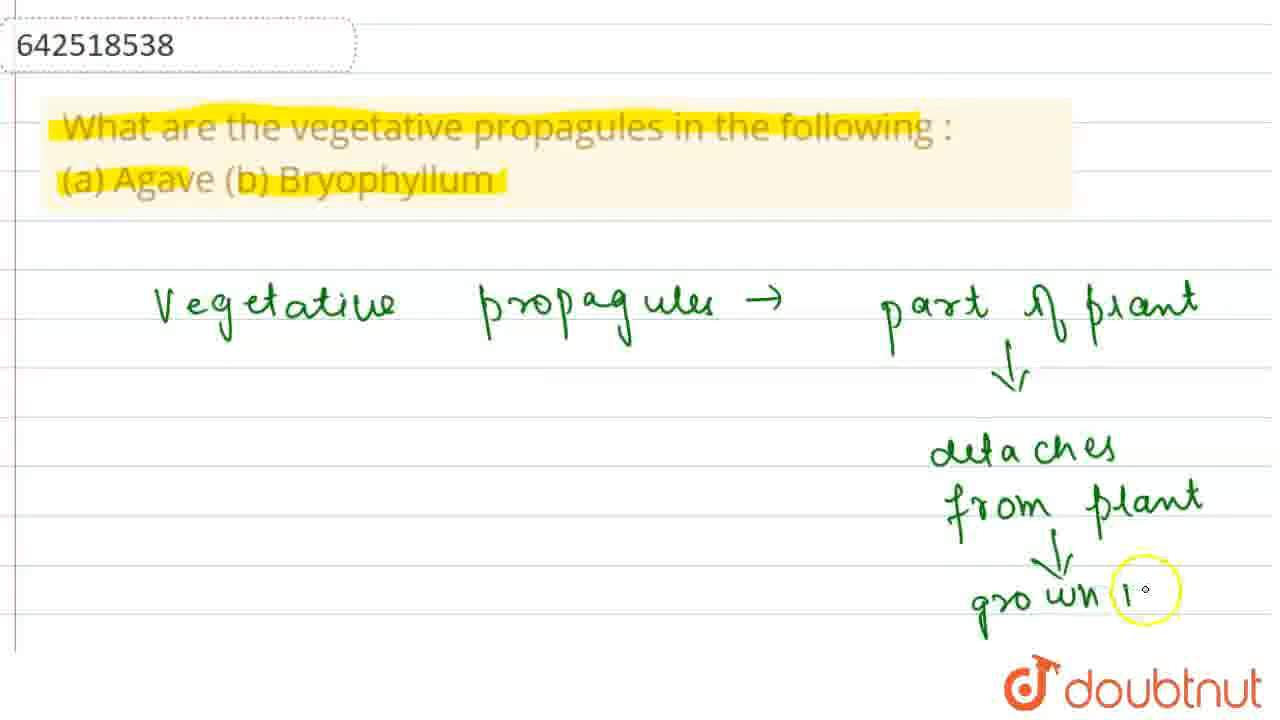 642518538
What are the vegetative propagules in the following :
(a) Agave (b) Bryophyllum
Vegetative propagules → part of plant
↓
detaches
from plant
↓
grown i
doubtnut